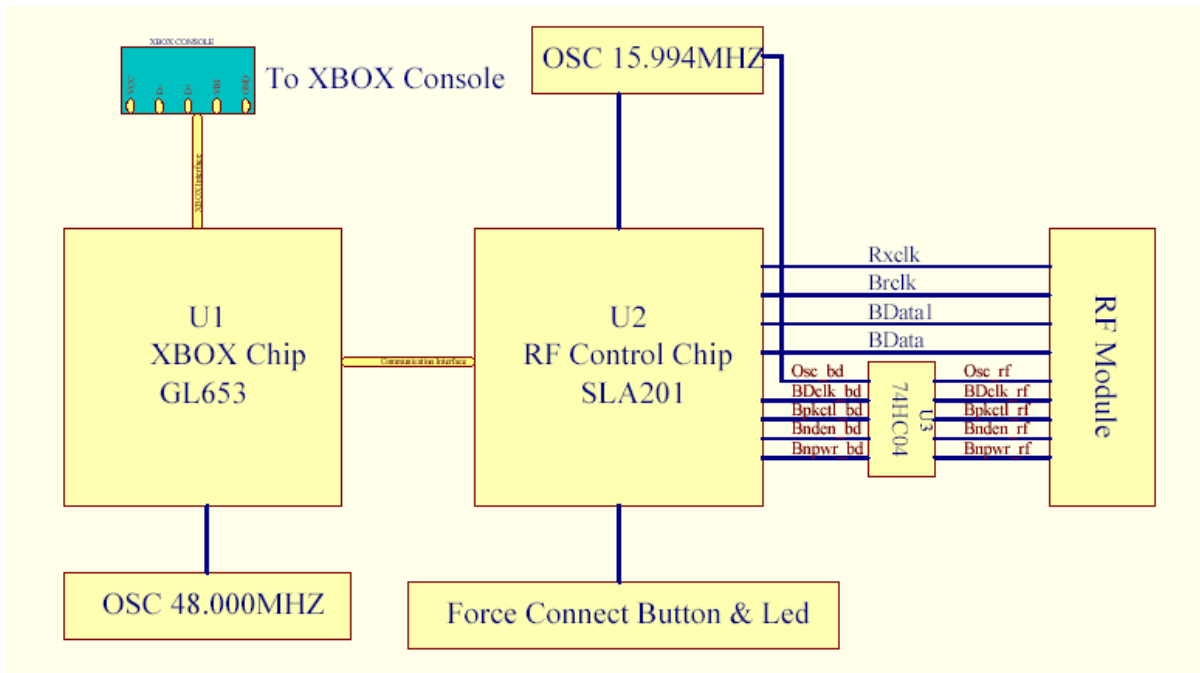 XBOX CONSOLE
VCC
VBI
GND
To XBOX Console
OSC 15.994MHZ
XBOX Interface
U1
XBOX Chip
GL653
Communication Interface
U2
RF Control Chip
SLA201
Rxclk
Brclk
BData1
BData
Osc_bd
BDclk_bd
Bpkctl_bd
Bnden_bd
Bnpwr_bd
U3
74HC04
Osc_rf
BDclk_rf
Bpkctl_rf
Bnden_rf
Bnpwr_rf
RF Module
OSC 48.000MHZ
Force Connect Button & Led